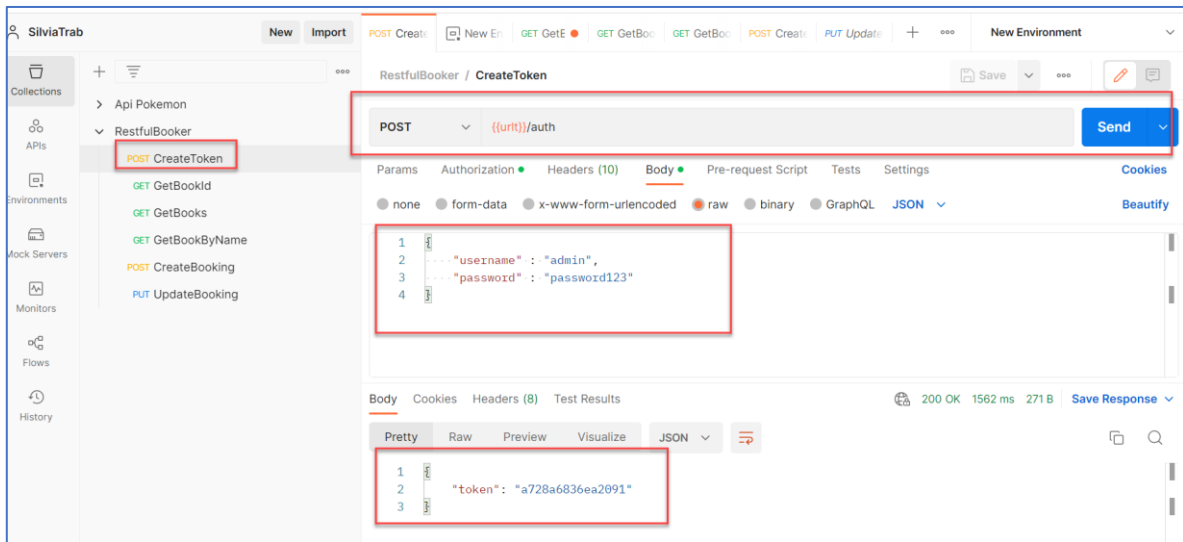 SilviaTrab
New Import
POST Create
New En
GET GetE
GET GetBoo
GET GetBoo
POST Create
PUT Update
New Environment
Collections
APIs
Environments
Mock Servers
Monitors
Flows
History
Api Pokemon
RestfulBooker
POST CreateToken
GET GetBookId
GET GetBooks
GET GetBookByName
POST CreateBooking
PUT UpdateBooking
RestfulBooker / CreateToken
Save
POST {{urlt}}/auth Send
Params Authorization Headers (10) Body Pre-request Script Tests Settings Cookies
none form-data x-www-form-urlencoded raw binary GraphQL JSON Beautify
1 {
2 "username" : "admin",
3 "password" : "password123"
4 }
Body Cookies Headers (8) Test Results 200 OK 1562 ms 271 B Save Response
Pretty Raw Preview Visualize JSON
1 {
2 "token": "a728a6836ea2091"
3 }